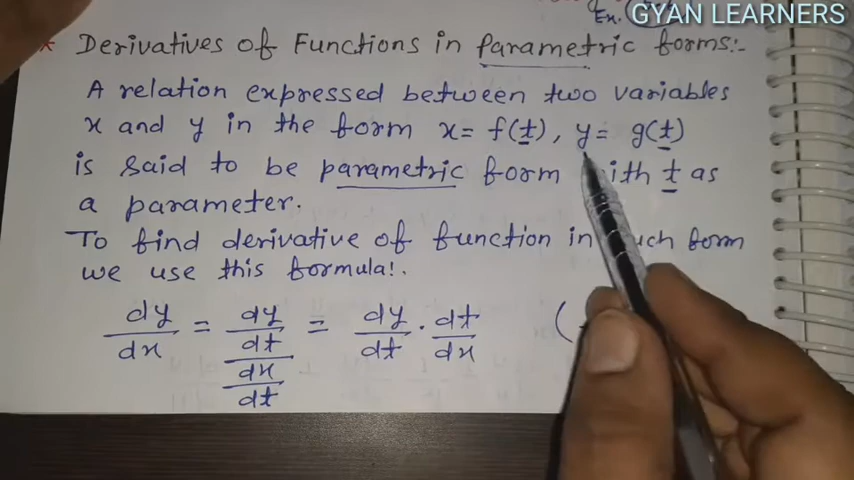 Ex.
GYAN LEARNERS
* Derivatives of Functions in parametric forms:-
A relation expressed between two variables
x and y in the form x= f(t), y= g(t)
is said to be parametric form with t as
a parameter.
To find derivative of function in such form
we use this formula:.
dy/dx = (dy/dt)/(dx/dt) = dy/dt · dt/dx (